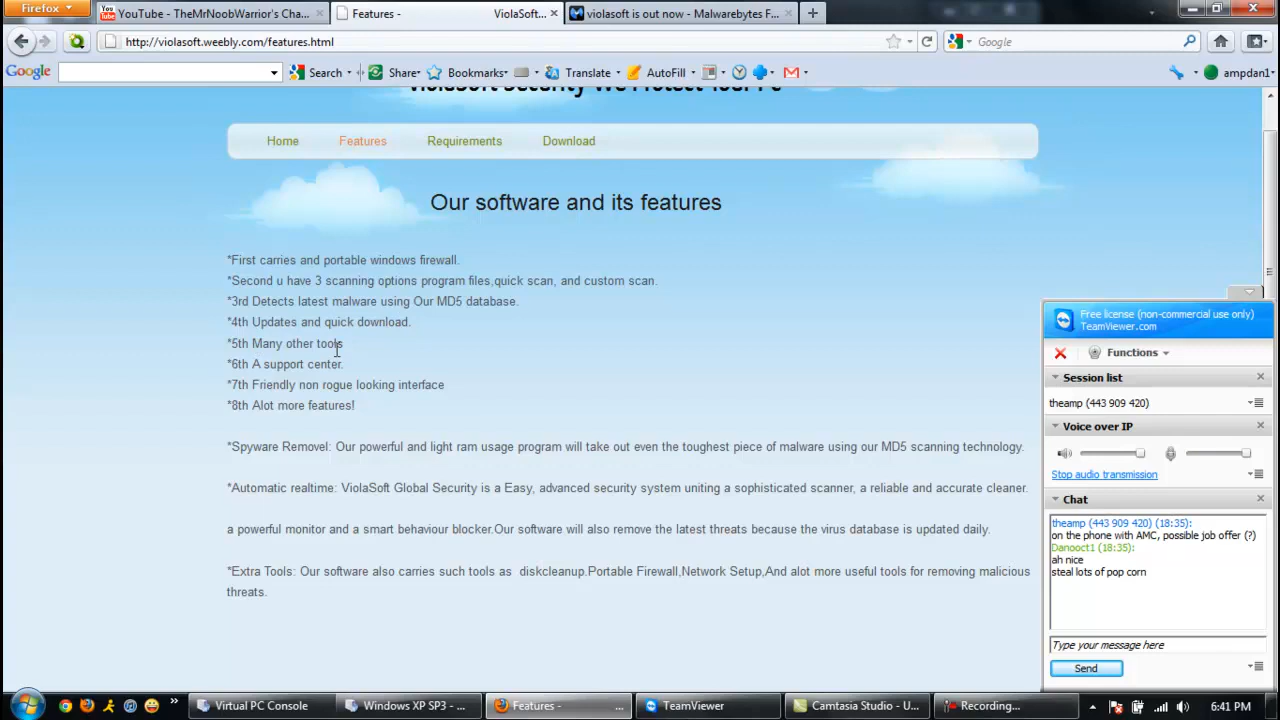 Firefox
YouTube - TheMrNoobWarrior's Cha...
Features - ViolaSoft...
violasoft is out now - Malwarebytes F...
http://violasoft.weebly.com/features.html
Google
Google
Search
Share
Bookmarks
Translate
AutoFill
ampdan1
ViolaSoft Security We Protect Your Pc
Home
Features
Requirements
Download
Our software and its features
*First carries and portable windows firewall.
*Second u have 3 scanning options program files,quick scan, and custom scan.
*3rd Detects latest malware using Our MD5 database.
*4th Updates and quick download.
*5th Many other tools
*6th A support center.
*7th Friendly non rogue looking interface
*8th Alot more features!
*Spyware Removel: Our powerful and light ram usage program will take out even the toughest piece of malware using our MD5 scanning technology.
*Automatic realtime: ViolaSoft Global Security is a Easy, advanced security system uniting a sophisticated scanner, a reliable and accurate cleaner.
a powerful monitor and a smart behaviour blocker.Our software will also remove the latest threats because the virus database is updated daily.
*Extra Tools: Our software also carries such tools as diskcleanup.Portable Firewall,Network Setup,And alot more useful tools for removing malicious
threats.
Free license (non-commercial use only)
TeamViewer.com
Functions
Session list
theamp (443 909 420)
Voice over IP
Stop audio transmission
Chat
theamp (443 909 420) (18:35):
on the phone with AMC, possible job offer (?)
Danooct1 (18:35):
ah nice
steal lots of pop corn
Type your message here
Send
Virtual PC Console
Windows XP SP3 - ...
Features - ...
TeamViewer
Camtasia Studio - U...
Recording...
6:41 PM